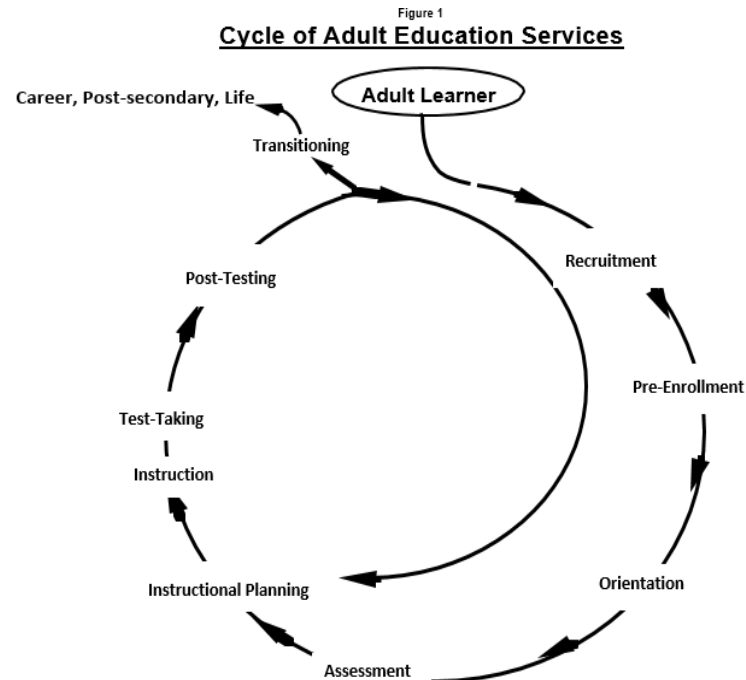 Figure 1
Cycle of Adult Education Services
Adult Learner
Career, Post-secondary, Life
Transitioning
Recruitment
Post-Testing
Pre-Enrollment
Test-Taking
Instruction
Orientation
Instructional Planning
Assessment